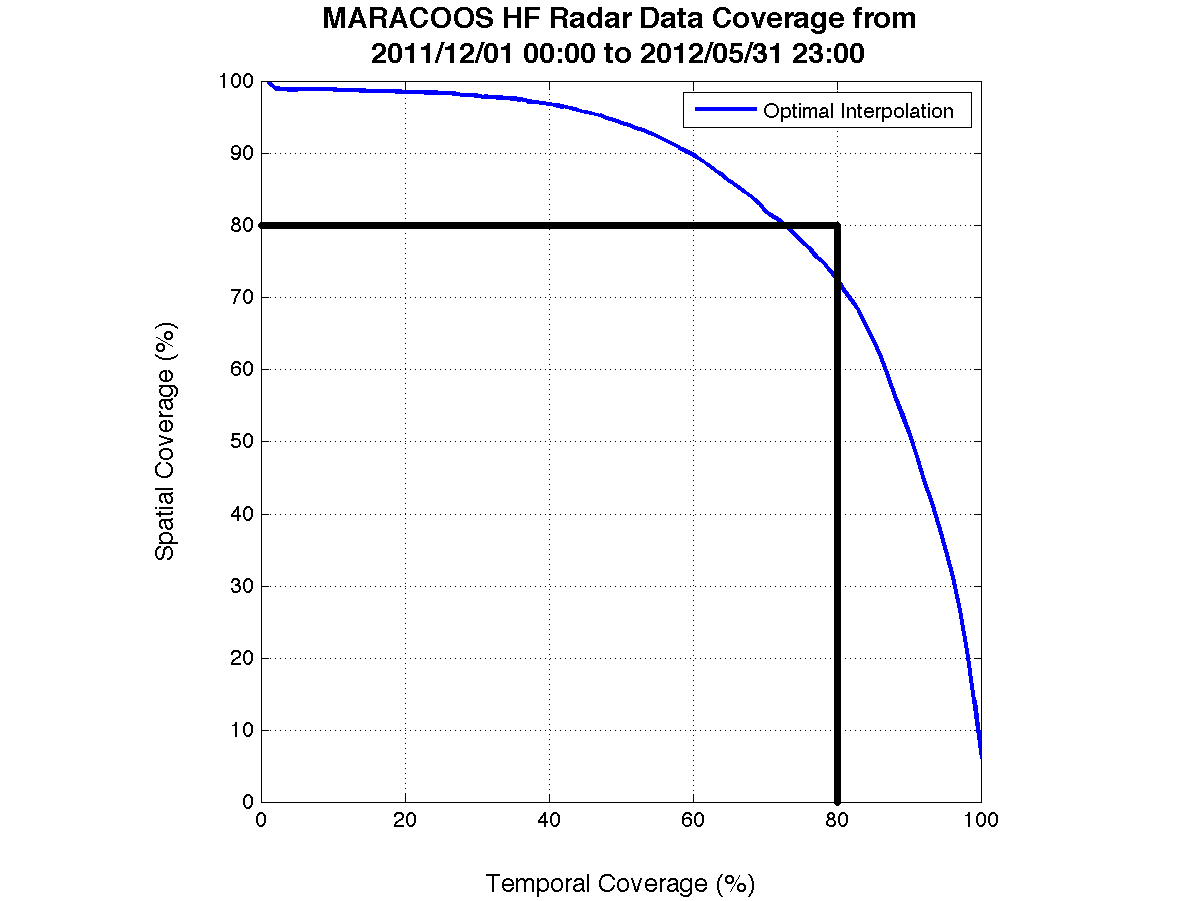 MARACOOS HF Radar Data Coverage from
2011/12/01 00:00 to 2012/05/31 23:00
Optimal Interpolation
100
90
80
70
60
50
40
30
20
10
0
Spatial Coverage (%)
0 20 40 60 80 100
Temporal Coverage (%)